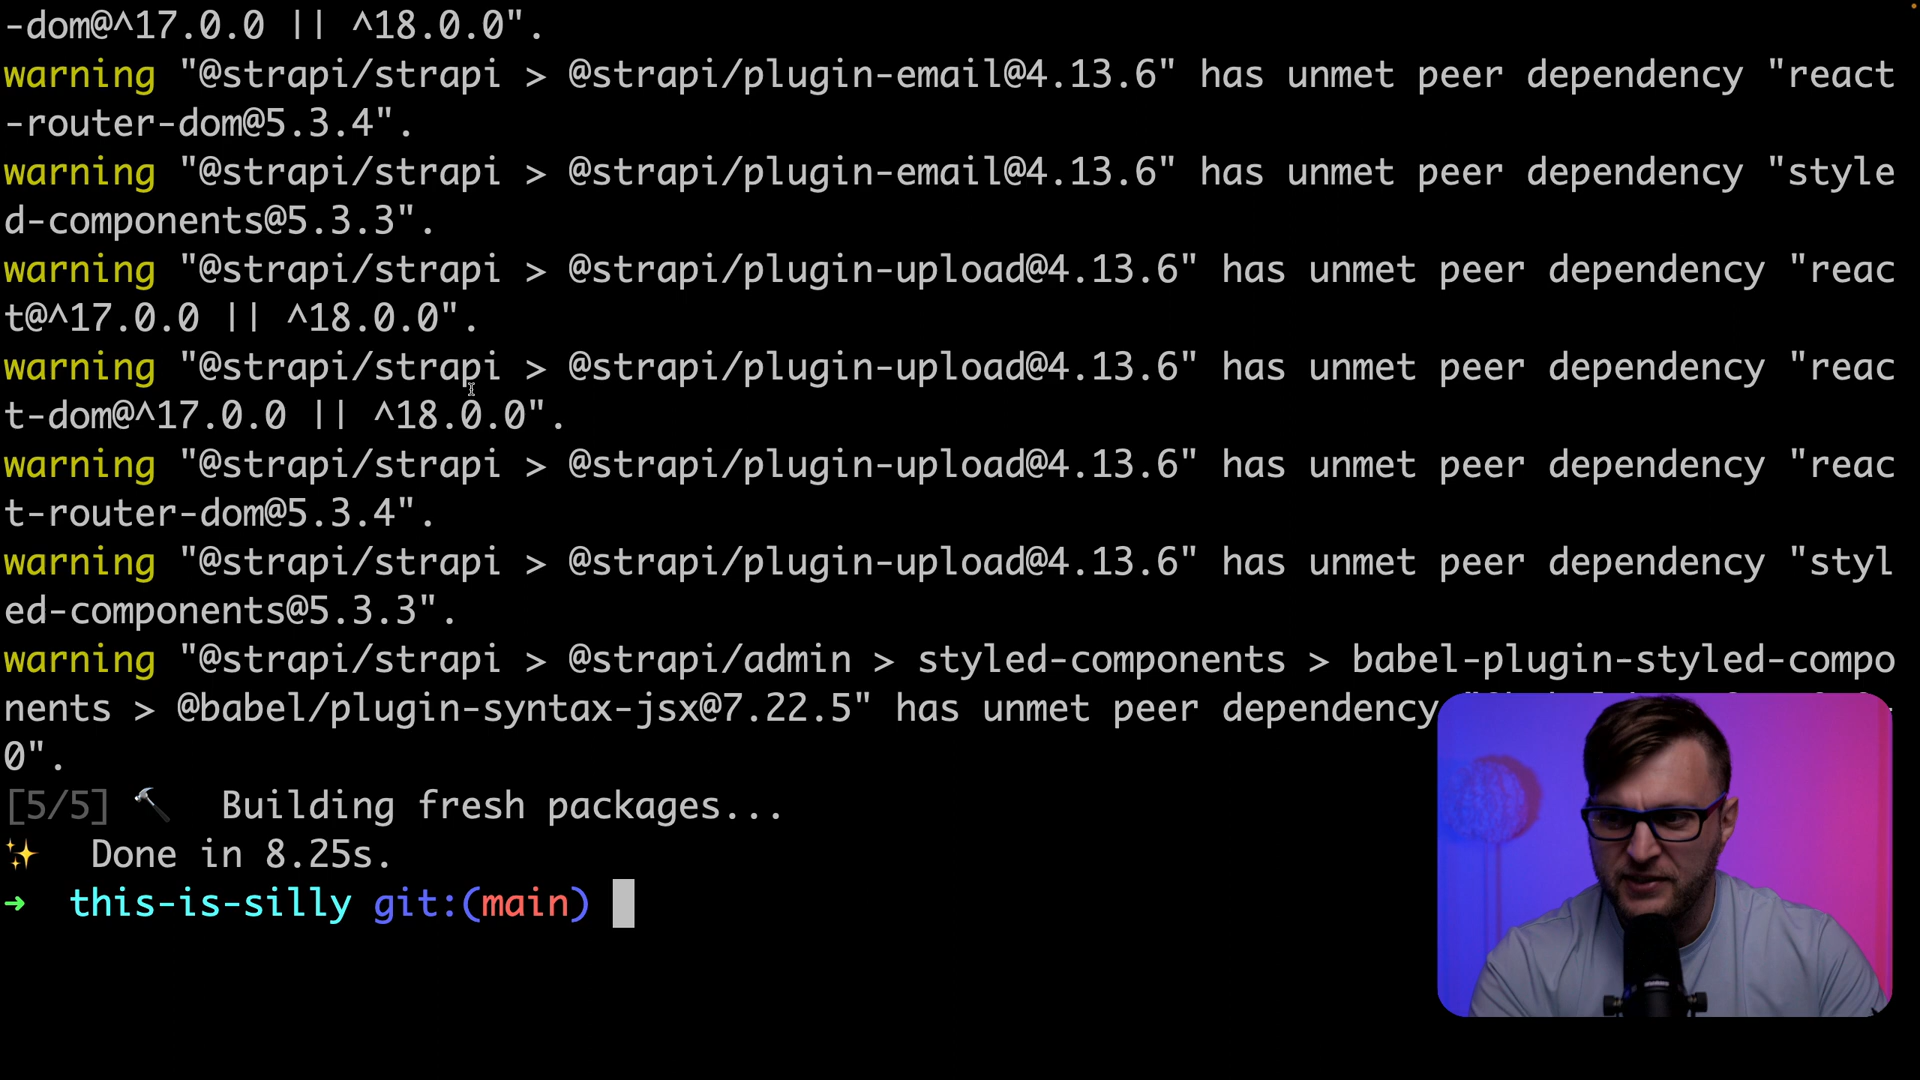 -dom@^17.0.0 || ^18.0.0".
warning "@strapi/strapi > @strapi/plugin-email@4.13.6" has unmet peer dependency "react
-router-dom@5.3.4".
warning "@strapi/strapi > @strapi/plugin-email@4.13.6" has unmet peer dependency "style
d-components@5.3.3".
warning "@strapi/strapi > @strapi/plugin-upload@4.13.6" has unmet peer dependency "reac
t@^17.0.0 || ^18.0.0".
warning "@strapi/strapi > @strapi/plugin-upload@4.13.6" has unmet peer dependency "reac
t-dom@^17.0.0 || ^18.0.0".
warning "@strapi/strapi > @strapi/plugin-upload@4.13.6" has unmet peer dependency "reac
t-router-dom@5.3.4".
warning "@strapi/strapi > @strapi/plugin-upload@4.13.6" has unmet peer dependency "styl
ed-components@5.3.3".
warning "@strapi/strapi > @strapi/admin > styled-components > babel-plugin-styled-compo
nents > @babel/plugin-syntax-jsx@7.22.5" has unmet peer dependency
0".
[5/5] 🔨 Building fresh packages...
✨ Done in 8.25s.
→ this-is-silly git:(main)